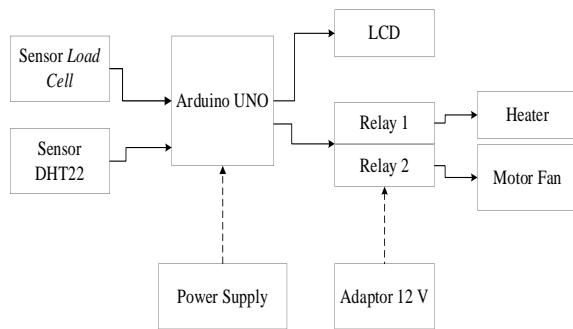 Sensor Load
Cell
Sensor
DHT22
Arduino UNO
LCD
Relay 1
Relay 2
Heater
Motor Fan
Power Supply
Adaptor 12 V